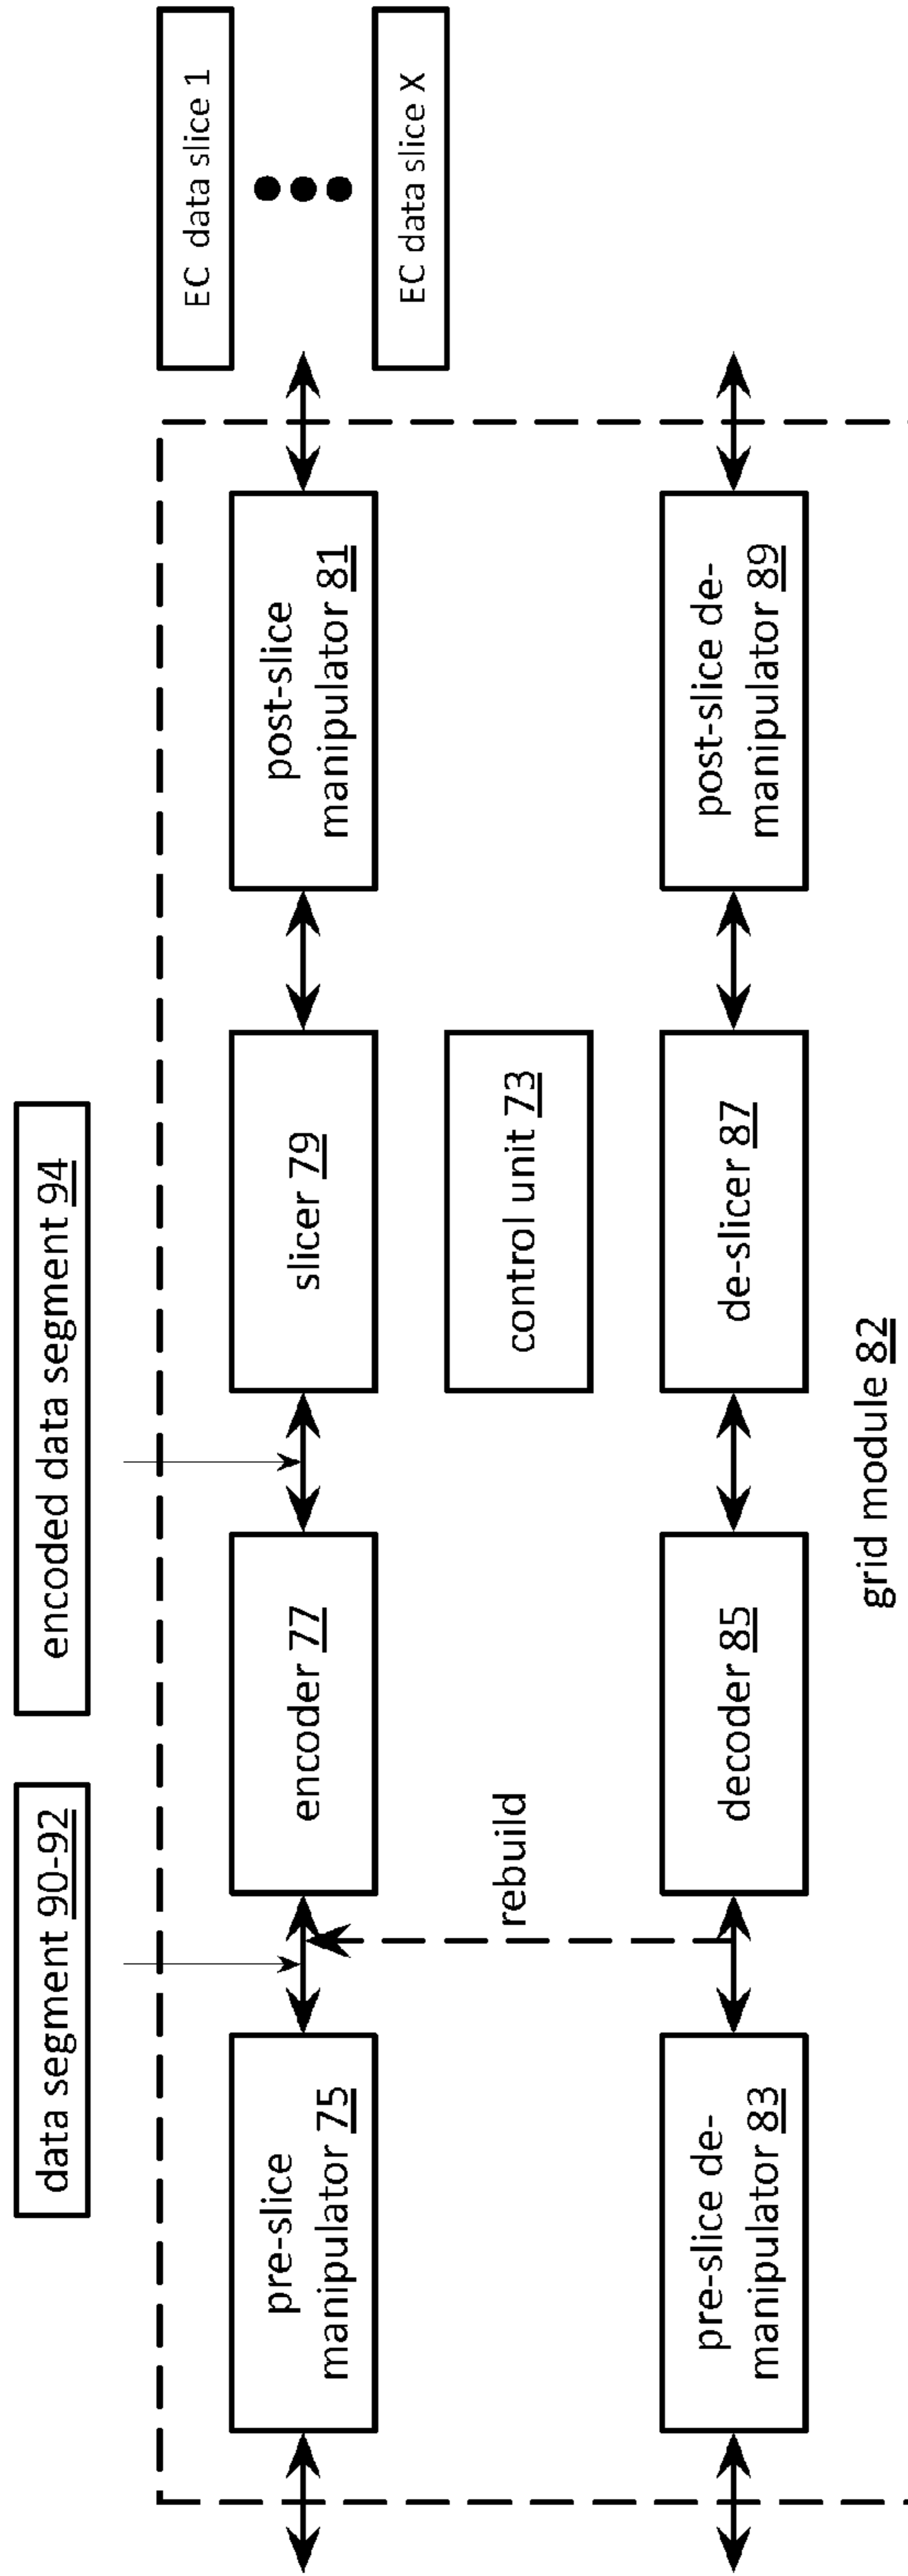 data segment 90-92
encoded data segment 94
EC data slice 1
EC data slice X
pre-slice
manipulator 75
encoder 77
slicer 79
post-slice
manipulator 81
rebuild
control unit 73
pre-slice de-
manipulator 83
decoder 85
de-slicer 87
post-slice de-
manipulator 89
grid module 82